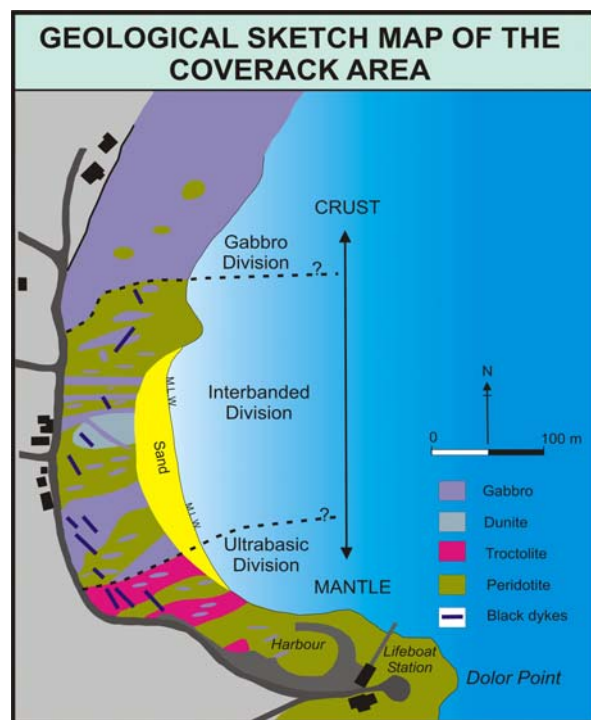 GEOLOGICAL SKETCH MAP OF THE
COVERACK AREA
CRUST
Gabbro
Division
?
N
M L W
Interbanded
Division
0
100 m
Sand
Gabbro
M L W
?
Dunite
Ultrabasic
Division
Troctolite
MANTLE
Peridotite
Black dykes
Harbour
Lifeboat
Station
Dolor Point